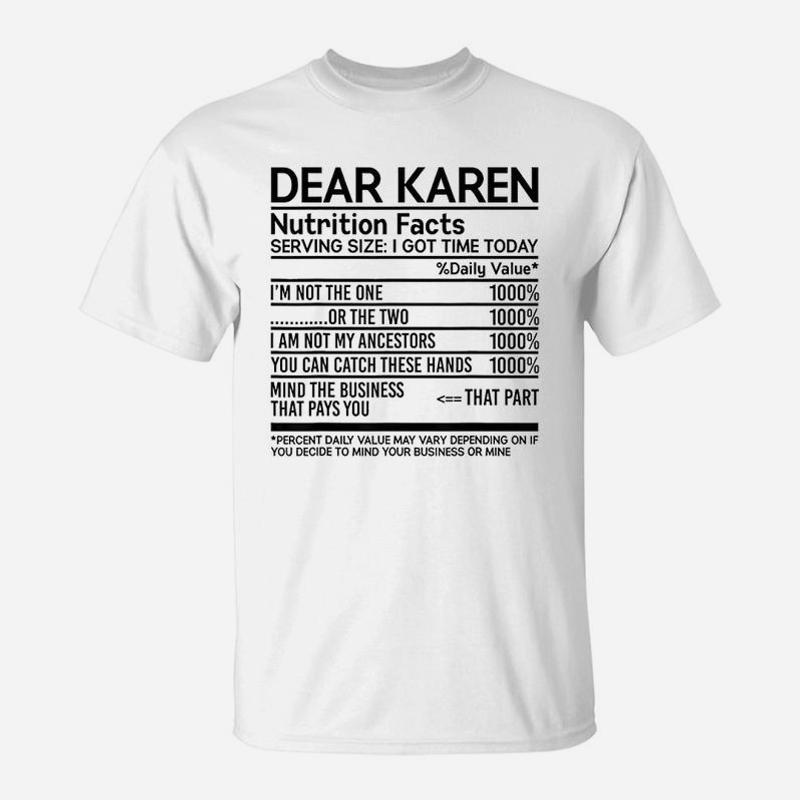 DEAR KAREN
Nutrition Facts
SERVING SIZE: I GOT TIME TODAY
%Daily Value*
I'M NOT THE ONE 1000%
............OR THE TWO 1000%
I AM NOT MY ANCESTORS 1000%
YOU CAN CATCH THESE HANDS 1000%
MIND THE BUSINESS
THAT PAYS YOU <== THAT PART
*PERCENT DAILY VALUE MAY VARY DEPENDING ON IF
YOU DECIDE TO MIND YOUR BUSINESS OR MINE